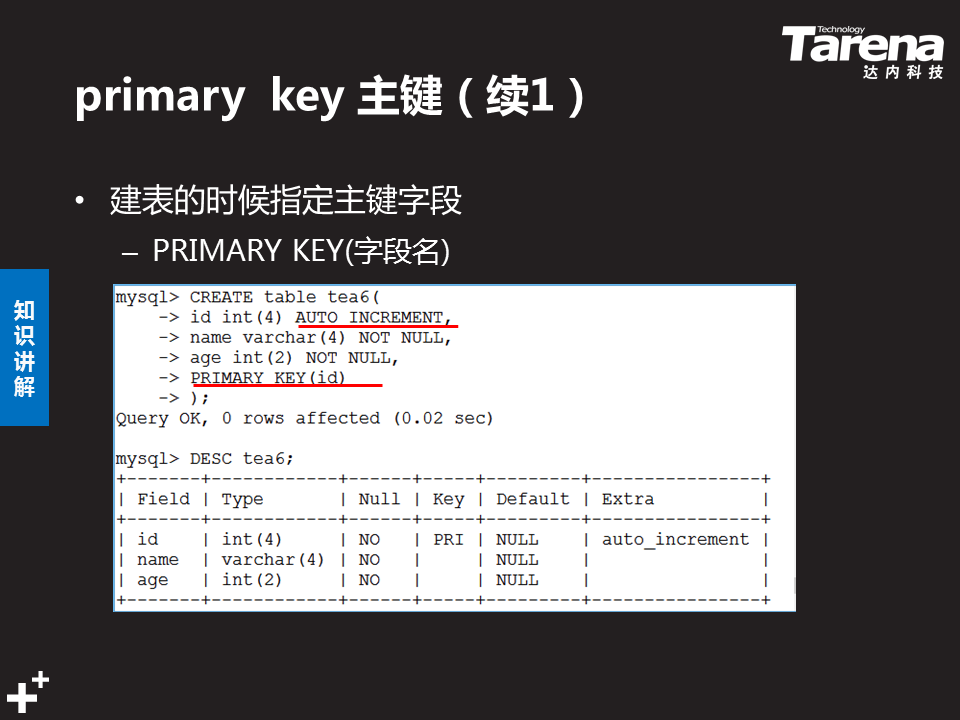 Technology
Tarena
达内科技
primary key 主键（续1）
• 建表的时候指定主键字段
– PRIMARY KEY(字段名)
知识讲解
mysql> CREATE table tea6(
    -> id int(4) AUTO_INCREMENT,
    -> name varchar(4) NOT NULL,
    -> age int(2) NOT NULL,
    -> PRIMARY KEY(id)
    -> );
Query OK, 0 rows affected (0.02 sec)
mysql> DESC tea6;
+-------+------------+------+-----+---------+----------------+
| Field | Type       | Null | Key | Default | Extra          |
+-------+------------+------+-----+---------+----------------+
| id    | int(4)     | NO   | PRI | NULL    | auto_increment |
| name  | varchar(4) | NO   |     | NULL    |                |
| age   | int(2)     | NO   |     | NULL    |                |
+-------+------------+------+-----+---------+----------------+